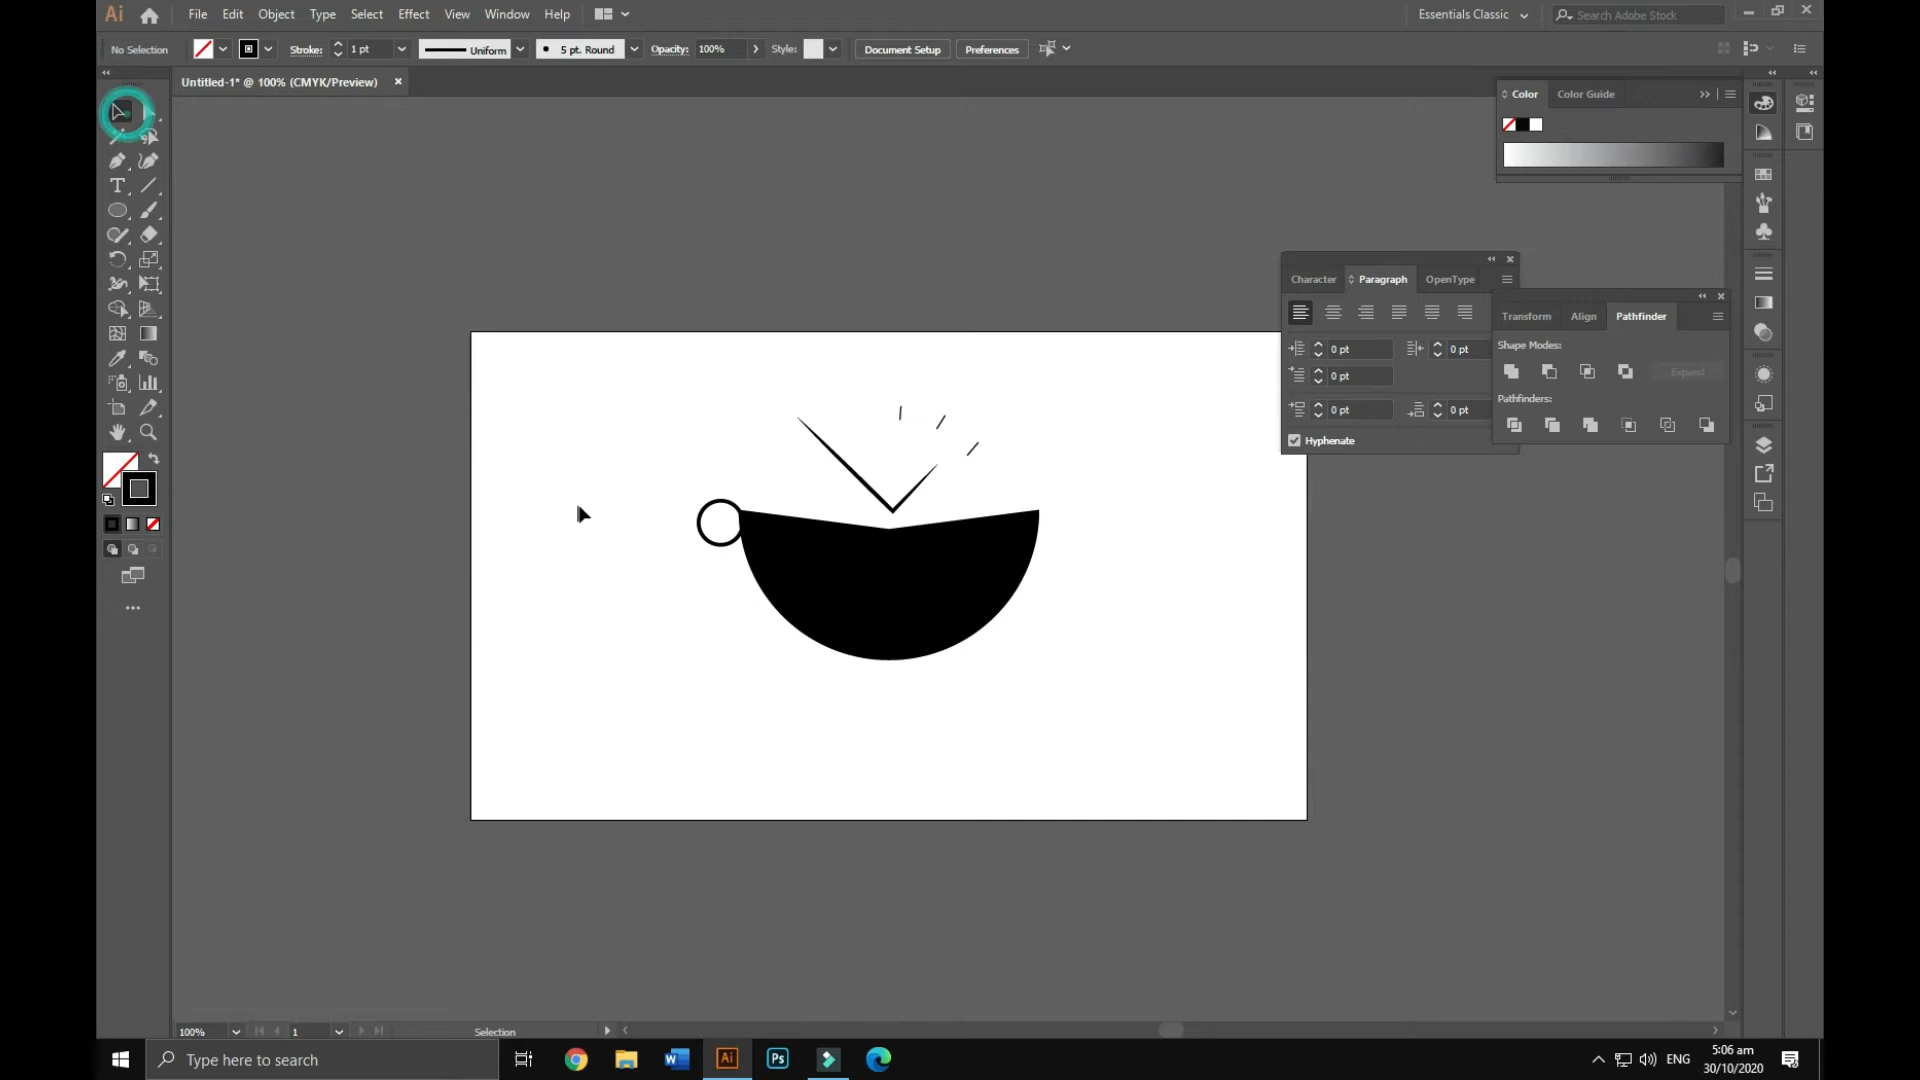 Ai File Edit Object Type Select Effect View Window Help Essentials Classic Search Adobe Stock
No Selection Stroke: 1 pt Uniform 5 pt. Round Opacity: 100% Style: Document Setup Preferences
Untitled-1* @ 100% (CMYK/Preview)
Color Color Guide
Character Paragraph OpenType
Transform Align Pathfinder
Shape Modes:
0 pt 0 pt
Expand
0 pt
Pathfinders:
0 pt 0 pt
Hyphenate
100% 1 Selection
Type here to search
Ai
Ps
ENG
5:06 am
30/10/2020